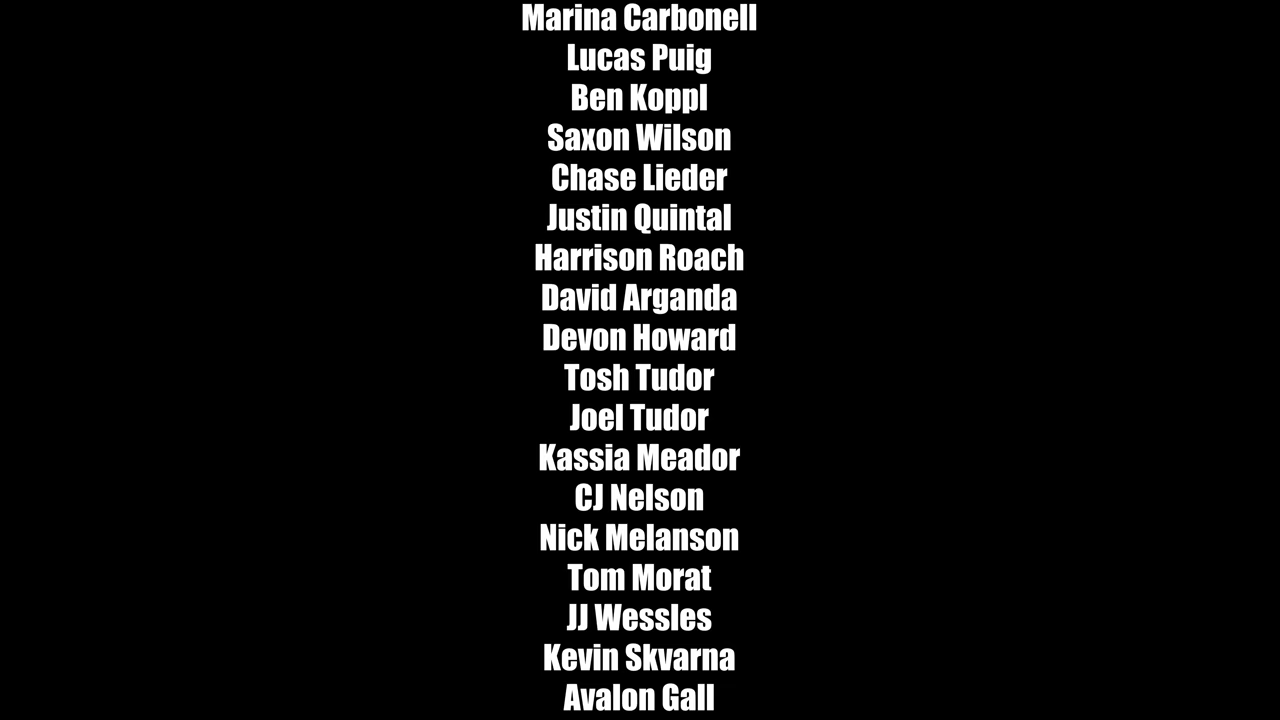 Marina Carbonell
Lucas Puig
Ben Koppl
Saxon Wilson
Chase Lieder
Justin Quintal
Harrison Roach
David Arganda
Devon Howard
Tosh Tudor
Joel Tudor
Kassia Meador
CJ Nelson
Nick Melanson
Tom Morat
JJ Wessles
Kevin Skvarna
Avalon Gall